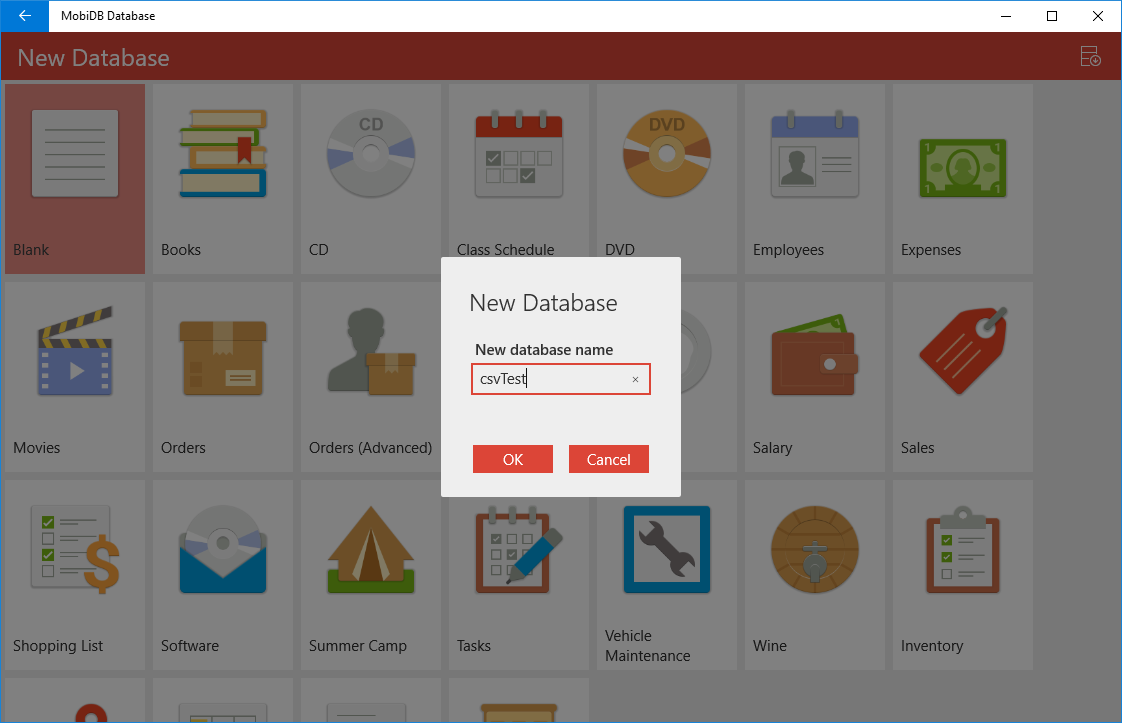 MobiDB Database
New Database
CD
DVD
Blank
Books
CD
Class Schedule
DVD
Employees
Expenses
New Database
New database name
csvTest
OK
Cancel
Movies
Orders
Orders (Advanced)
Salary
Sales
Shopping List
Software
Summer Camp
Tasks
Vehicle
Maintenance
Wine
Inventory